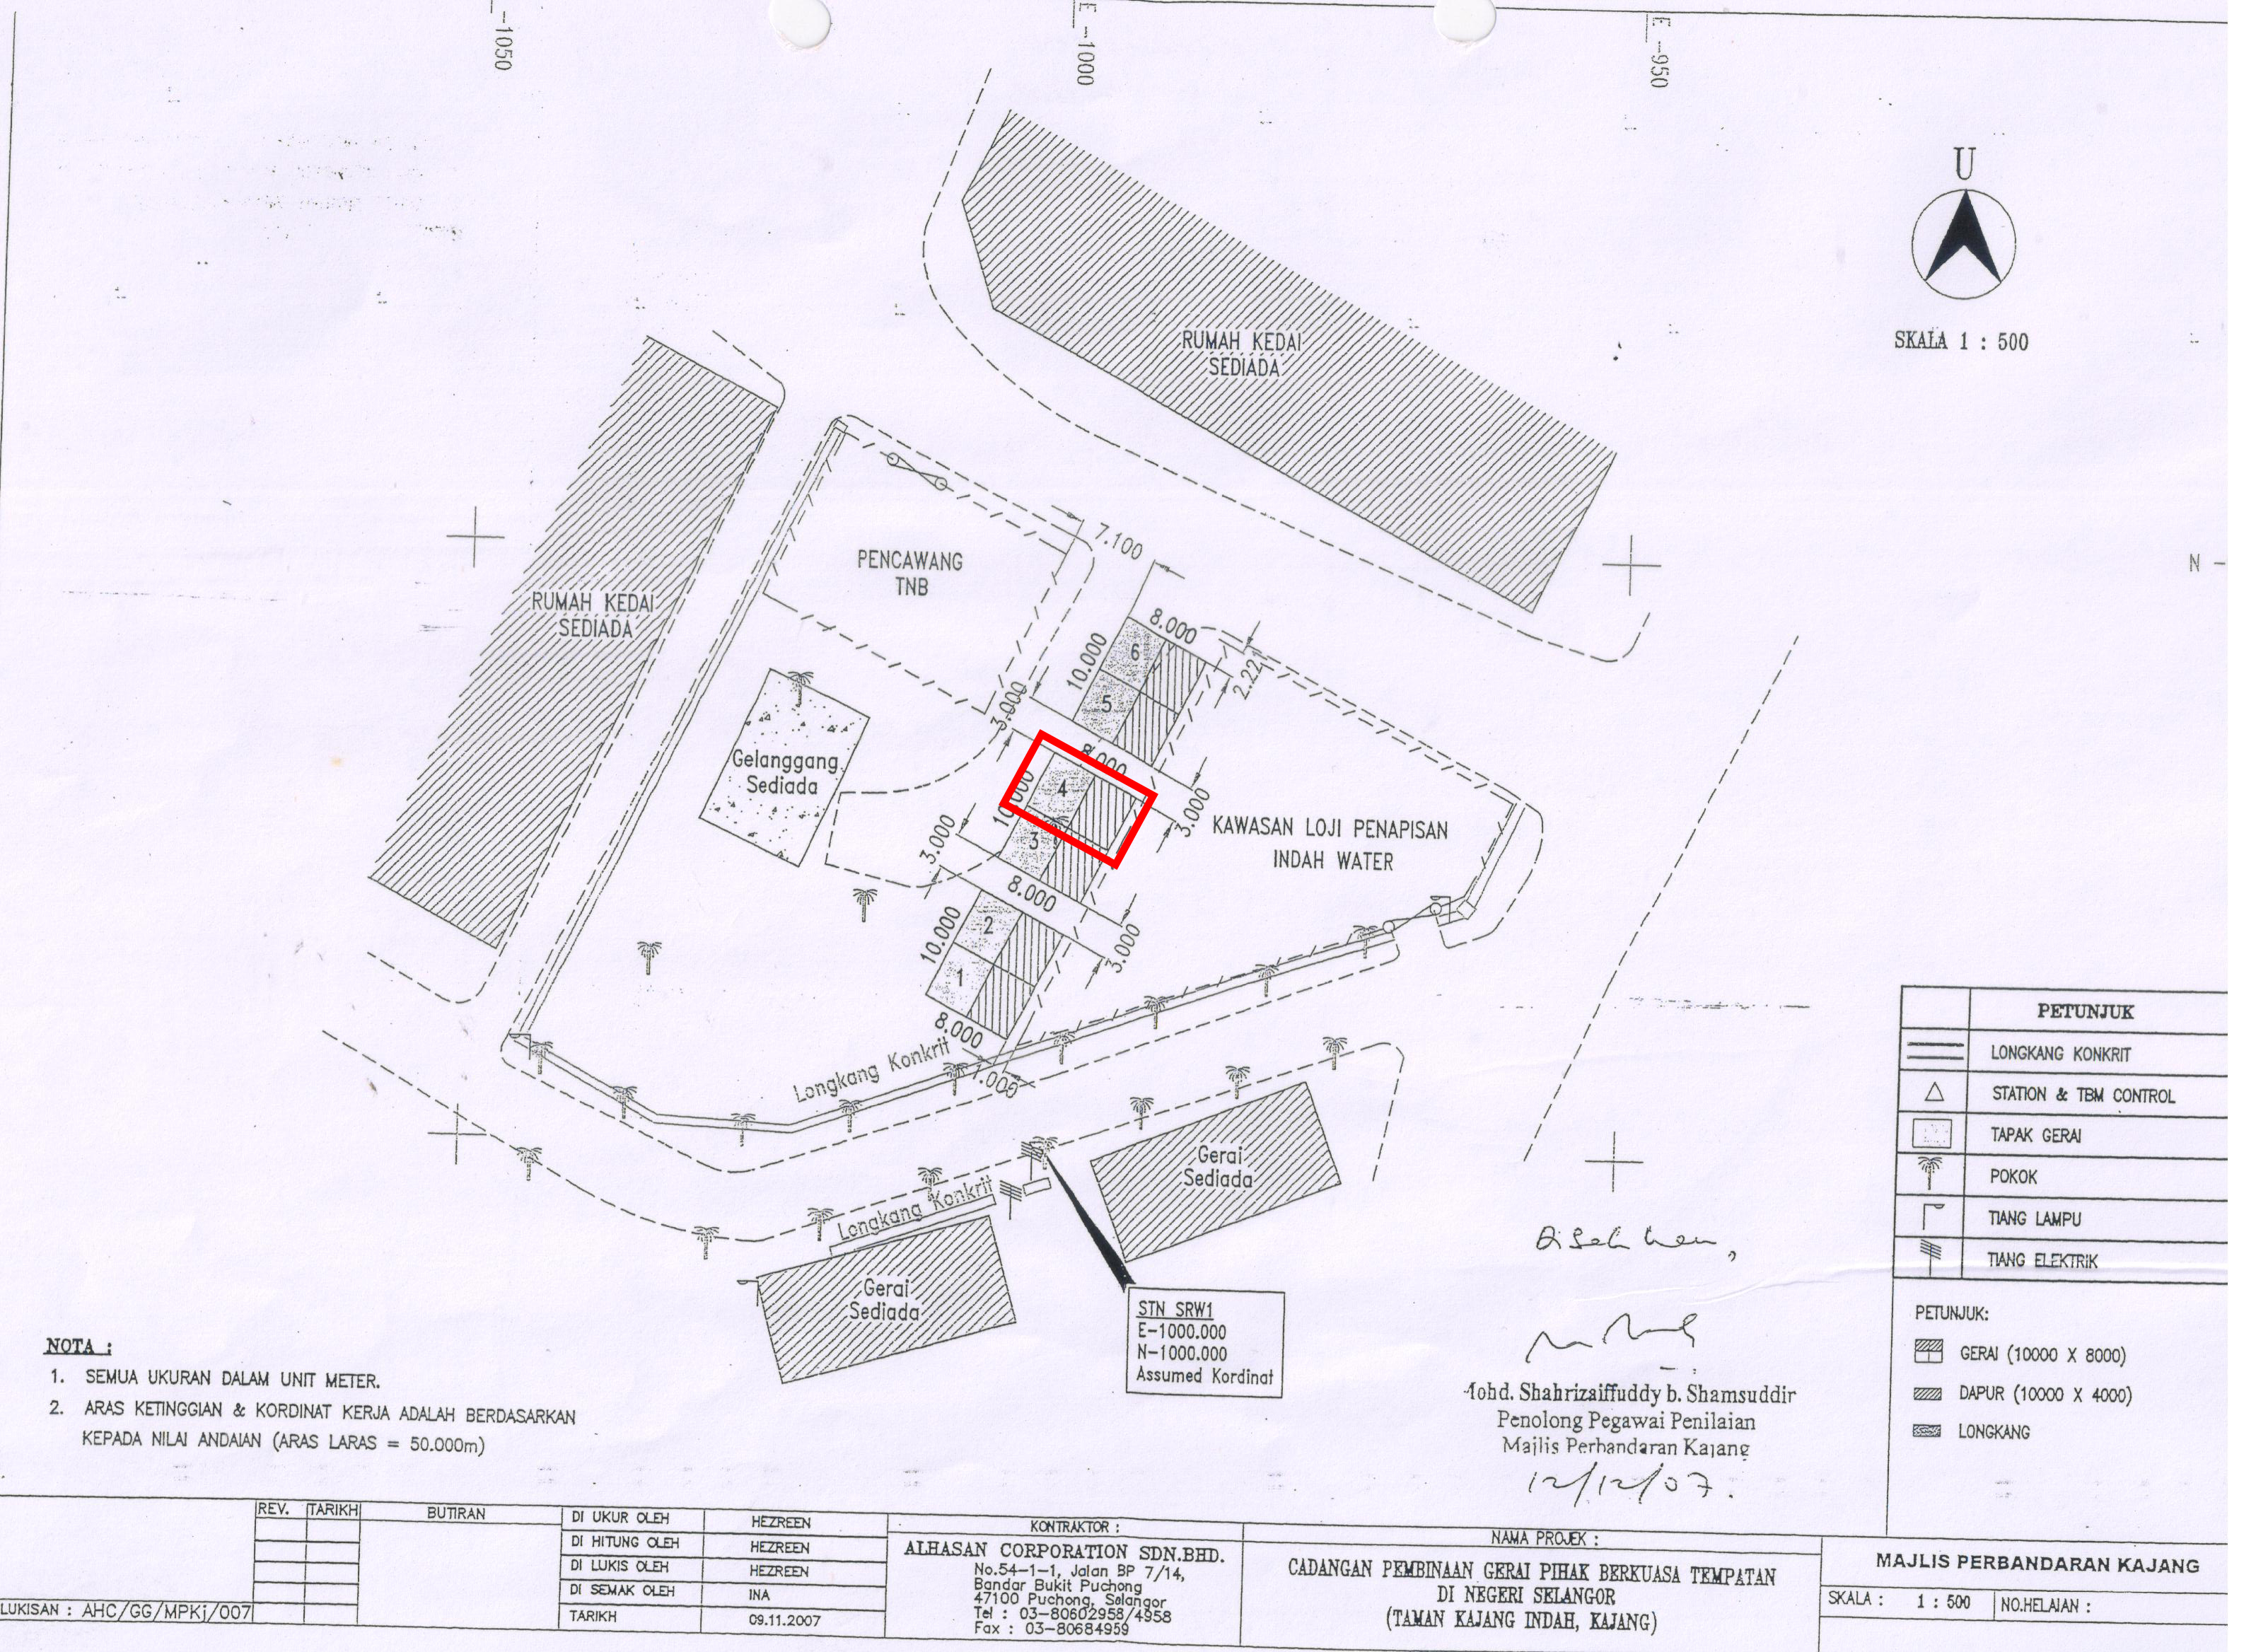 -1050
E -1000
E -950
U
SKALA 1 : 500
RUMAH KEDAI
SEDIADA
N -
PENCAWANG
TNB
7.100
RUMAH KEDAI
SEDIADA
8.000
10.000
6
5
2.221
3.000
Gelanggang
Sediada
8.000
10.000
4
3
3.000
3.000
KAWASAN LOJI PENAPISAN
INDAH WATER
8.000
10.000
2
1
3.000
8.000
Longkang Konkrit
1.000
Longkang Konkrit
Gerai
Sediada
Gerai
Sediada
STN SRW1
E-1000.000
N-1000.000
Assumed Kordinat
PETUNJUK
LONGKANG KONKRIT
STATION & TBM CONTROL
TAPAK GERAI
POKOK
TIANG LAMPU
TIANG ELEKTRIK
PETUNJUK:
GERAI (10000 X 8000)
DAPUR (10000 X 4000)
LONGKANG
Mohd. Shahrizaiffuddy b. Shamsuddir
Penolong Pegawai Penilaian
Majlis Perbandaran Kajang
12/12/07.
NOTA :
1. SEMUA UKURAN DALAM UNIT METER.
2. ARAS KETINGGIAN & KORDINAT KERJA ADALAH BERDASARKAN
KEPADA NILAI ANDAIAN (ARAS LARAS = 50.000m)
LUKISAN : AHC/GG/MPKj/007
REV. TARIKH BUTIRAN
DI UKUR OLEH HEZREEN
DI HITUNG OLEH HEZREEN
DI LUKIS OLEH HEZREEN
DI SEMAK OLEH INA
TARIKH 09.11.2007
KONTRAKTOR :
ALHASAN CORPORATION SDN.BHD.
No.54-1-1, Jalan BP 7/14,
Bandar Bukit Puchong
47100 Puchong, Selangor
Tel : 03-80602958/4958
Fax : 03-80684959
NAMA PROJEK :
CADANGAN PEMBINAAN GERAI PIHAK BERKUASA TEMPATAN
DI NEGERI SELANGOR
(TAMAN KAJANG INDAH, KAJANG)
MAJLIS PERBANDARAN KAJANG
SKALA : 1 : 500 NO.HELAIAN :